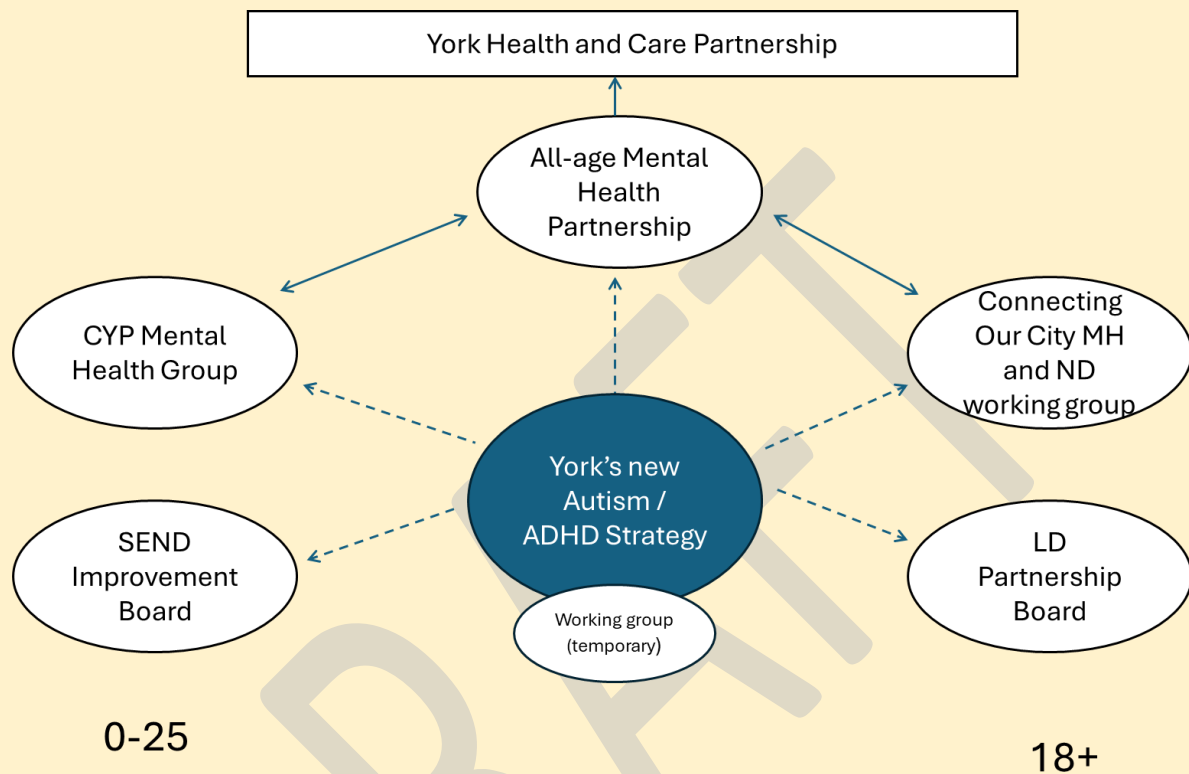 York Health and Care Partnership
All-age Mental
Health
Partnership
CYP Mental
Health Group
Connecting
Our City MH
and ND
working group
York’s new
Autism /
ADHD Strategy
SEND
Improvement
Board
LD
Partnership
Board
Working group
(temporary)
0-25
18+
DRAFT